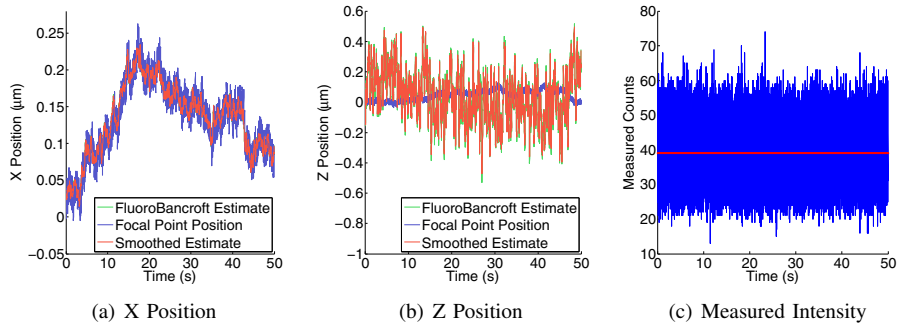 0.25
0.2
0.15
0.1
0.05
0
−0.05
X Position (µm)
FluoroBancroft Estimate
Focal Point Position
Smoothed Estimate
0 10 20 30 40 50
Time (s)
(a) X Position
0.6
0.4
0.2
0
−0.2
−0.4
−0.6
−0.8
−1
Z Position (µm)
FluoroBancroft Estimate
Focal Point Position
Smoothed Estimate
0 10 20 30 40 50
Time (s)
(b) Z Position
80
70
60
50
40
30
20
10
Measured Counts
0 10 20 30 40 50
Time (s)
(c) Measured Intensity